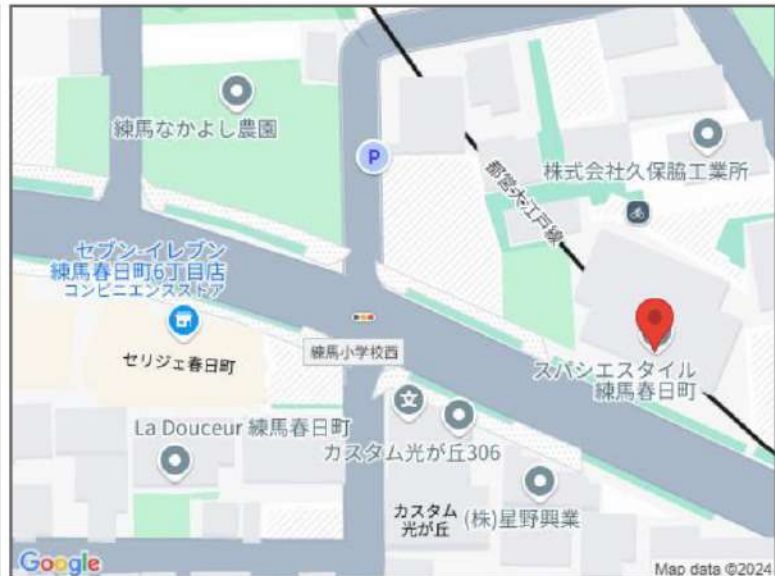 練馬なかよし農園
P
株式会社久保脇工業所
都営大江戸線
セブン-イレブン
練馬春日町6丁目店
コンビニエンスストア
セリジェ春日町
練馬小学校西
スパシエスタイル
練馬春日町
La Douceur 練馬春日町
文
カスタム光が丘306
カスタム
光が丘
(株)星野興業
Google
Map data ©2024